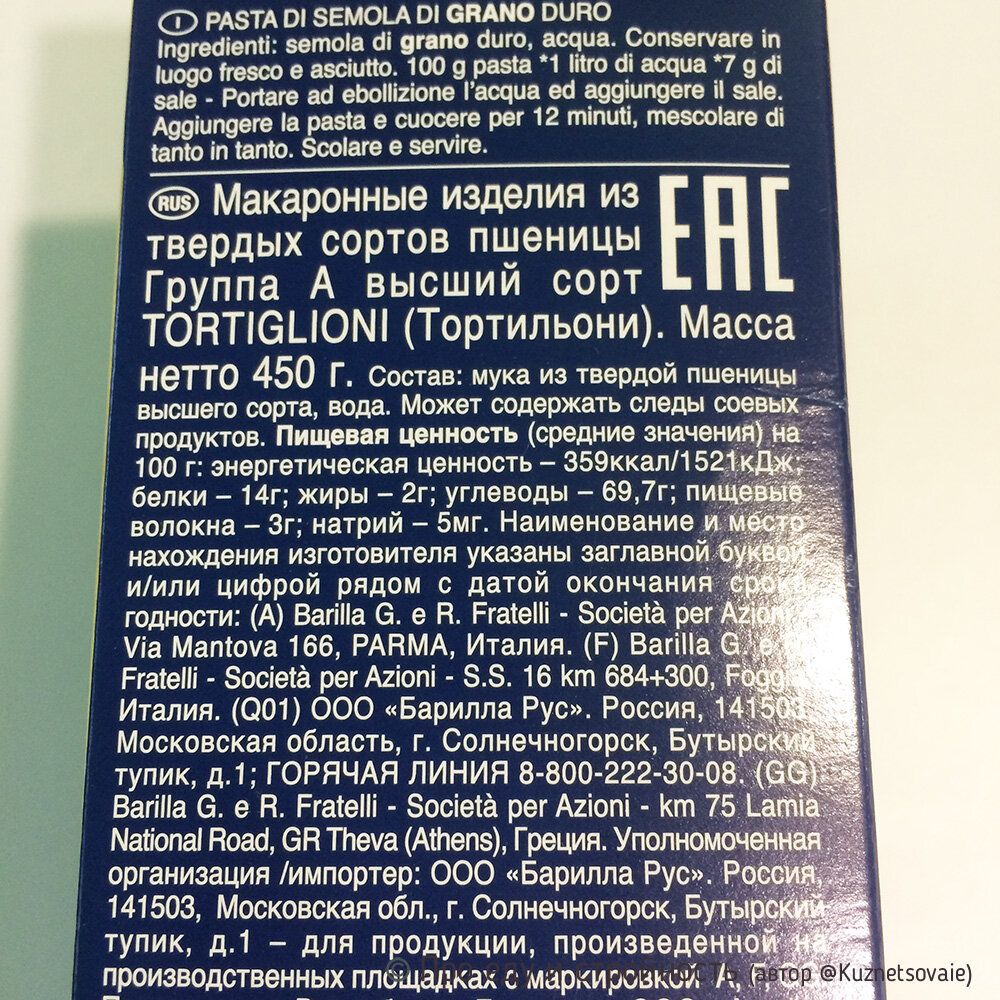 I PASTA DI SEMOLA DI GRANO DURO
Ingredienti: semola di grano duro, acqua. Conservare in
luogo fresco e asciutto. 100 g pasta *1 litro di acqua *7 g di
sale - Portare ad ebollizione l'acqua ed aggiungere il sale.
Aggiungere la pasta e cuocere per 12 minuti, mescolare di
tanto in tanto. Scolare e servire.
RUS Макаронные изделия из
твердых сортов пшеницы
Группа А высший сорт
EAC
TORTIGLIONI (Тортильони). Масса
нетто 450 г. Состав: мука из твердой пшеницы
высшего сорта, вода. Может содержать следы соевых
продуктов. Пищевая ценность (средние значения) на
100 г: энергетическая ценность – 359ккал/1521кДж;
белки – 14г; жиры – 2г; углеводы – 69,7г; пищевые
волокна – 3г; натрий – 5мг. Наименование и место
нахождения изготовителя указаны заглавной буквой
и/или цифрой рядом с датой окончания срока
годности: (A) Barilla G. e R. Fratelli - Società per Azioni
Via Mantova 166, PARMA, Италия. (F) Barilla G. e
Fratelli - Società per Azioni - S.S. 16 km 684+300, Foggia
Италия. (Q01) ООО «Барилла Рус». Россия, 141503
Московская область, г. Солнечногорск, Бутырский
тупик, д.1; ГОРЯЧАЯ ЛИНИЯ 8-800-222-30-08. (GG)
Barilla G. e R. Fratelli - Società per Azioni - km 75 Lamia
National Road, GR Theva (Athens), Греция. Уполномоченная
организация /импортер: ООО «Барилла Рус». Россия,
141503, Московская обл., г. Солнечногорск, Бутырский
тупик, д.1 – для продукции, произведенной на
производственных площадках с маркировкой A, F,
(автор @Kuznetsovaie)